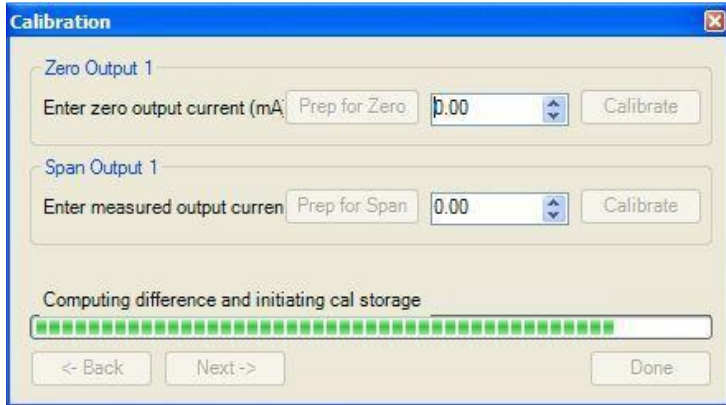 Calibration
Zero Output 1
Enter zero output current (mA) Prep for Zero 0.00 Calibrate
Span Output 1
Enter measured output curren Prep for Span 0.00 Calibrate
Computing difference and initiating cal storage
<- Back Next -> Done